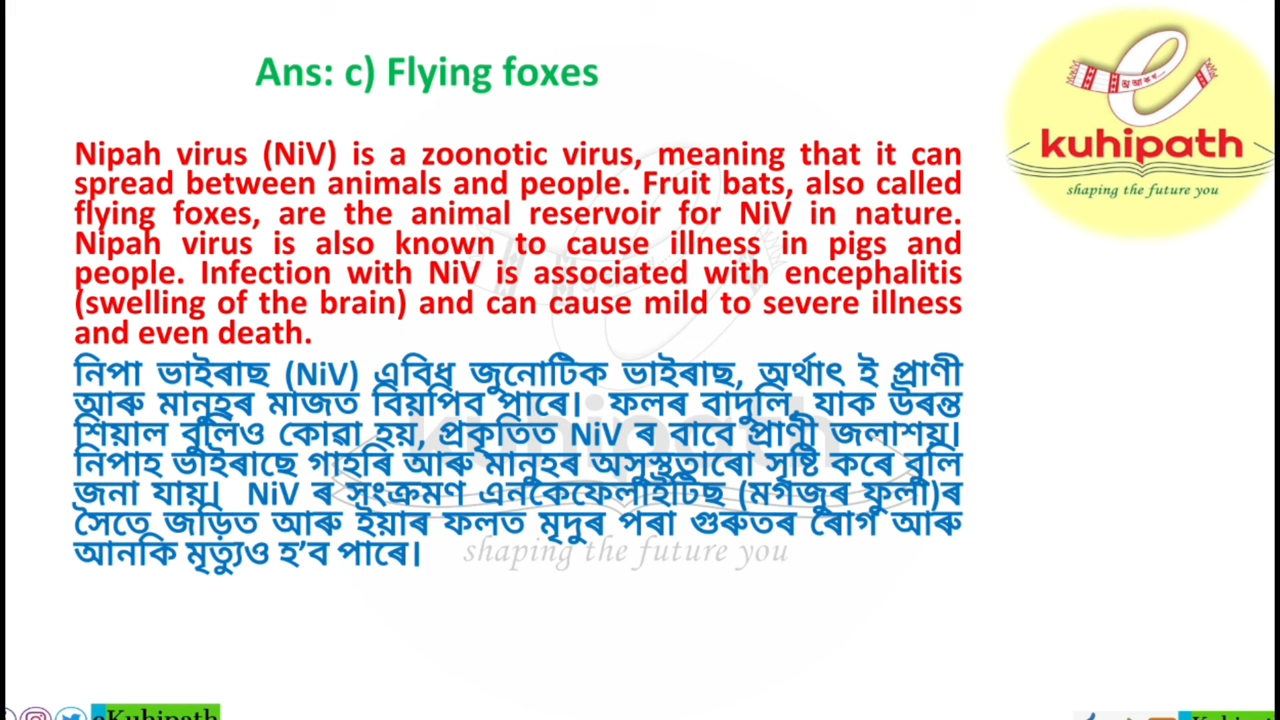 Ans: c) Flying foxes
Nipah virus (NiV) is a zoonotic virus, meaning that it can
spread between animals and people. Fruit bats, also called
flying foxes, are the animal reservoir for NiV in nature.
Nipah virus is also known to cause illness in pigs and
people. Infection with NiV is associated with encephalitis
(swelling of the brain) and can cause mild to severe illness
and even death.
নিপা ভাইৰাছ (NiV) এবিধ জুনোটিক ভাইৰাছ, অৰ্থাৎ ই প্ৰাণী
আৰু মানুহৰ মাজত বিয়পিব পাৰে। ফলৰ বাদুলি, যাক উৰন্ত
শিয়াল বুলিও কোৱা হয়, প্ৰকৃতিত NiV ৰ বাবে প্ৰাণী জলাশয়।
নিপাহ ভাইৰাছে গাহৰি আৰু মানুহৰ অসুস্থতাৰো সৃষ্টি কৰে বুলি
জনা যায়। NiV ৰ সংক্ৰমণ এনকেফেলাইটিছ (মগজুৰ ফুলা)ৰ
সৈতে জড়িত আৰু ইয়াৰ ফলত মৃদুৰ পৰা গুৰুতৰ ৰোগ আৰু
আনকি মৃত্যুও হ’ব পাৰে।
kuhipath
shaping the future you
kuhipath
shaping the future you
eKuhipath